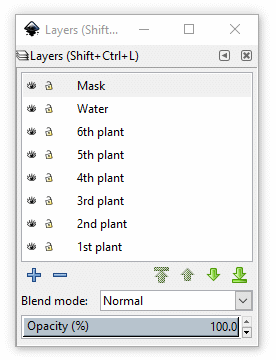 Layers (Shift...
Layers (Shift+Ctrl+L)
Mask
Water
6th plant
5th plant
4th plant
3rd plant
2nd plant
1st plant
Blend mode: Normal
Opacity (%) 100.0